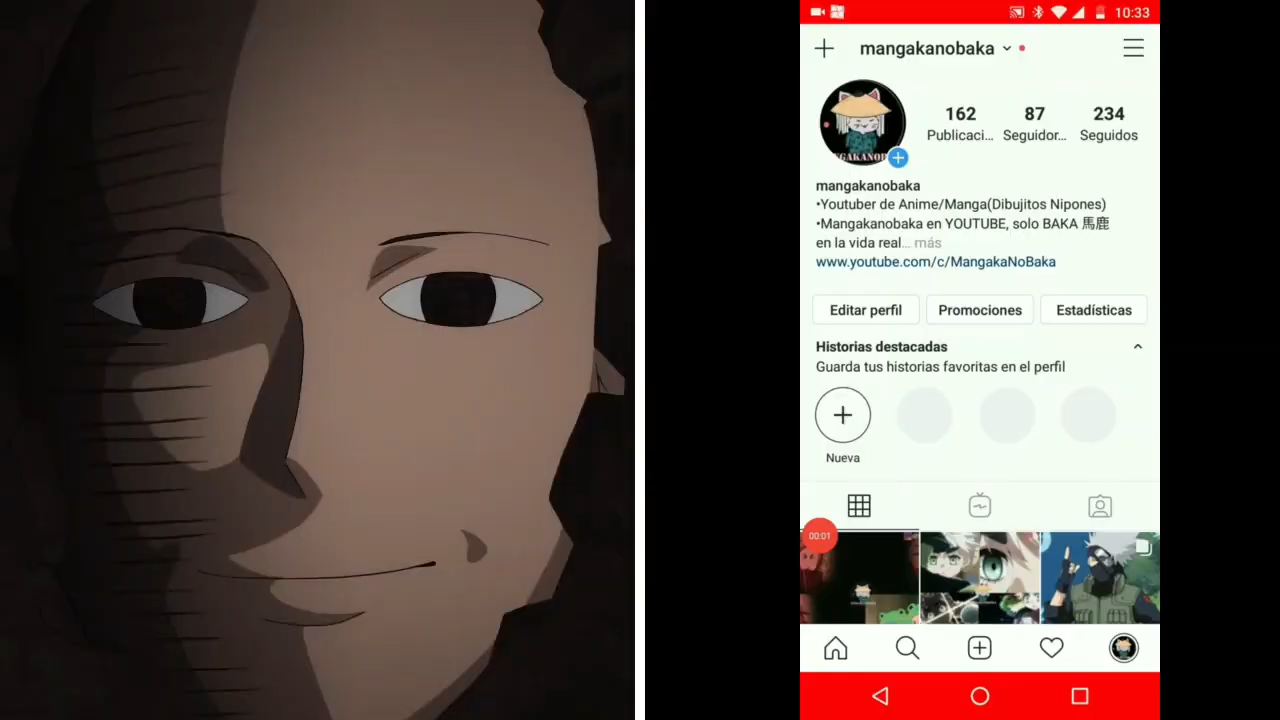 10:33
mangakanobaka
162
87
234
Publicaci...
Seguidor...
Seguidos
mangakanobaka
•Youtuber de Anime/Manga(Dibujitos Nipones)
•Mangakanobaka en YOUTUBE, solo BAKA 馬鹿
en la vida real... más
www.youtube.com/c/MangakaNoBaka
Editar perfil
Promociones
Estadísticas
Historias destacadas
Guarda tus historias favoritas en el perfil
Nueva
00:01